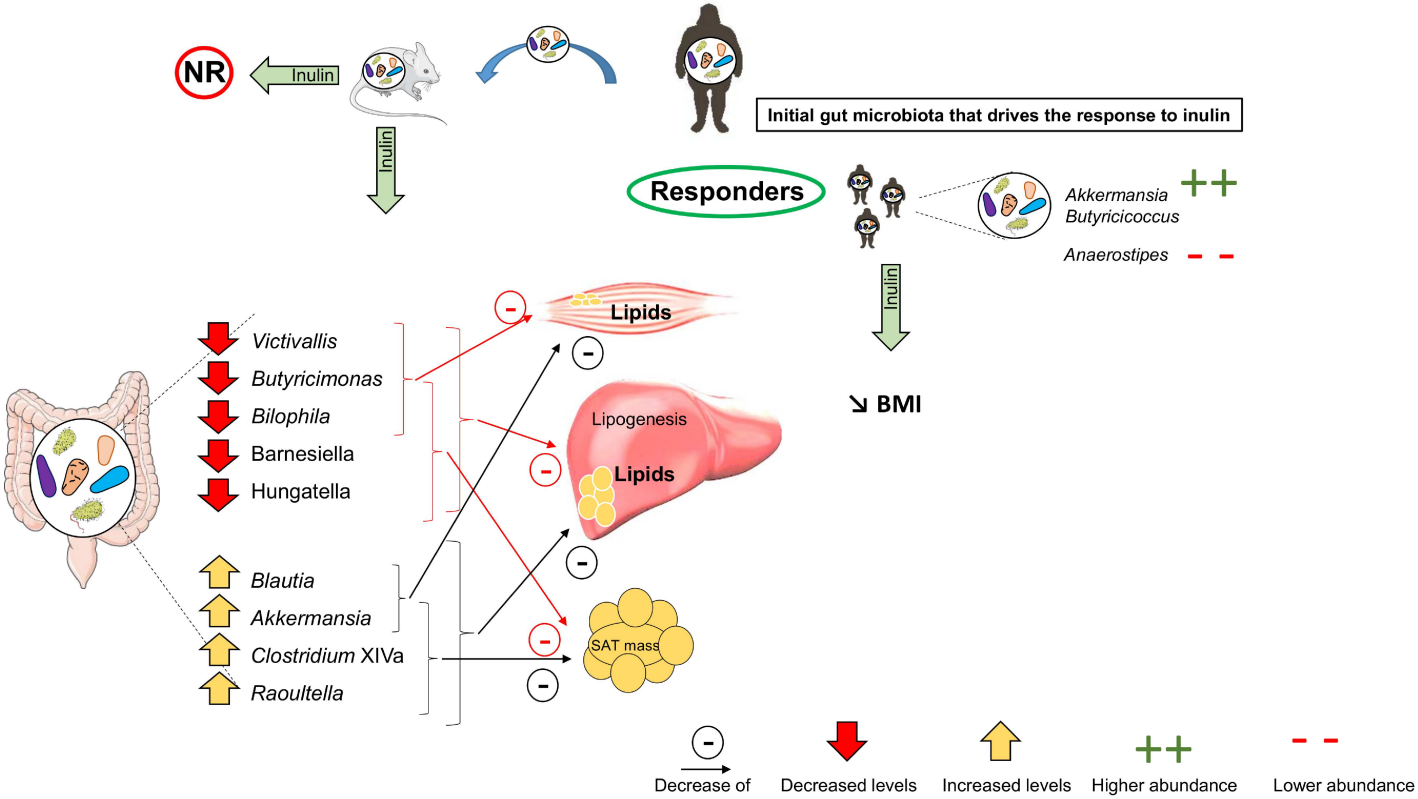 NR
Inulin
Inulin
Initial gut microbiota that drives the response to inulin
Responders
Akkermansia
Butyricicoccus
++
Anaerostipes
- -
Inulin
↘ BMI
Victivallis
Butyricimonas
Bilophila
Barnesiella
Hungatella
Blautia
Akkermansia
Clostridium XIVa
Raoultella
-
Lipids
-
Lipogenesis
Lipids
-
-
-
SAT mass
-
-
Decrease of
Decreased levels
Increased levels
++
Higher abundance
- -
Lower abundance